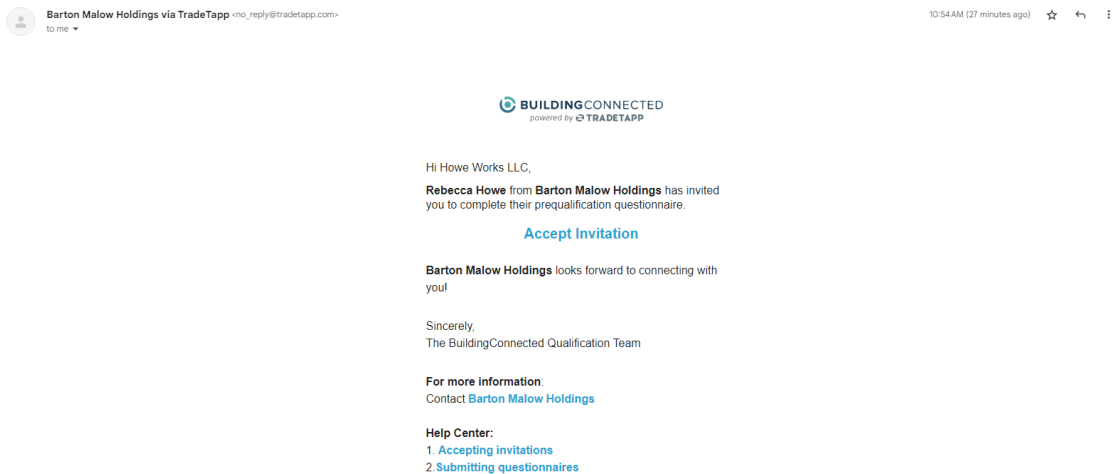 Barton Malow Holdings via TradeTapp <no_reply@tradetapp.com>
10:54 AM (27 minutes ago)
to me
BUILDINGCONNECTED
powered by TRADETAPP
Hi Howe Works LLC,
Rebecca Howe from Barton Malow Holdings has invited
you to complete their prequalification questionnaire.
Accept Invitation
Barton Malow Holdings looks forward to connecting with
you!
Sincerely,
The BuildingConnected Qualification Team
For more information:
Contact Barton Malow Holdings
Help Center:
1. Accepting invitations
2. Submitting questionnaires